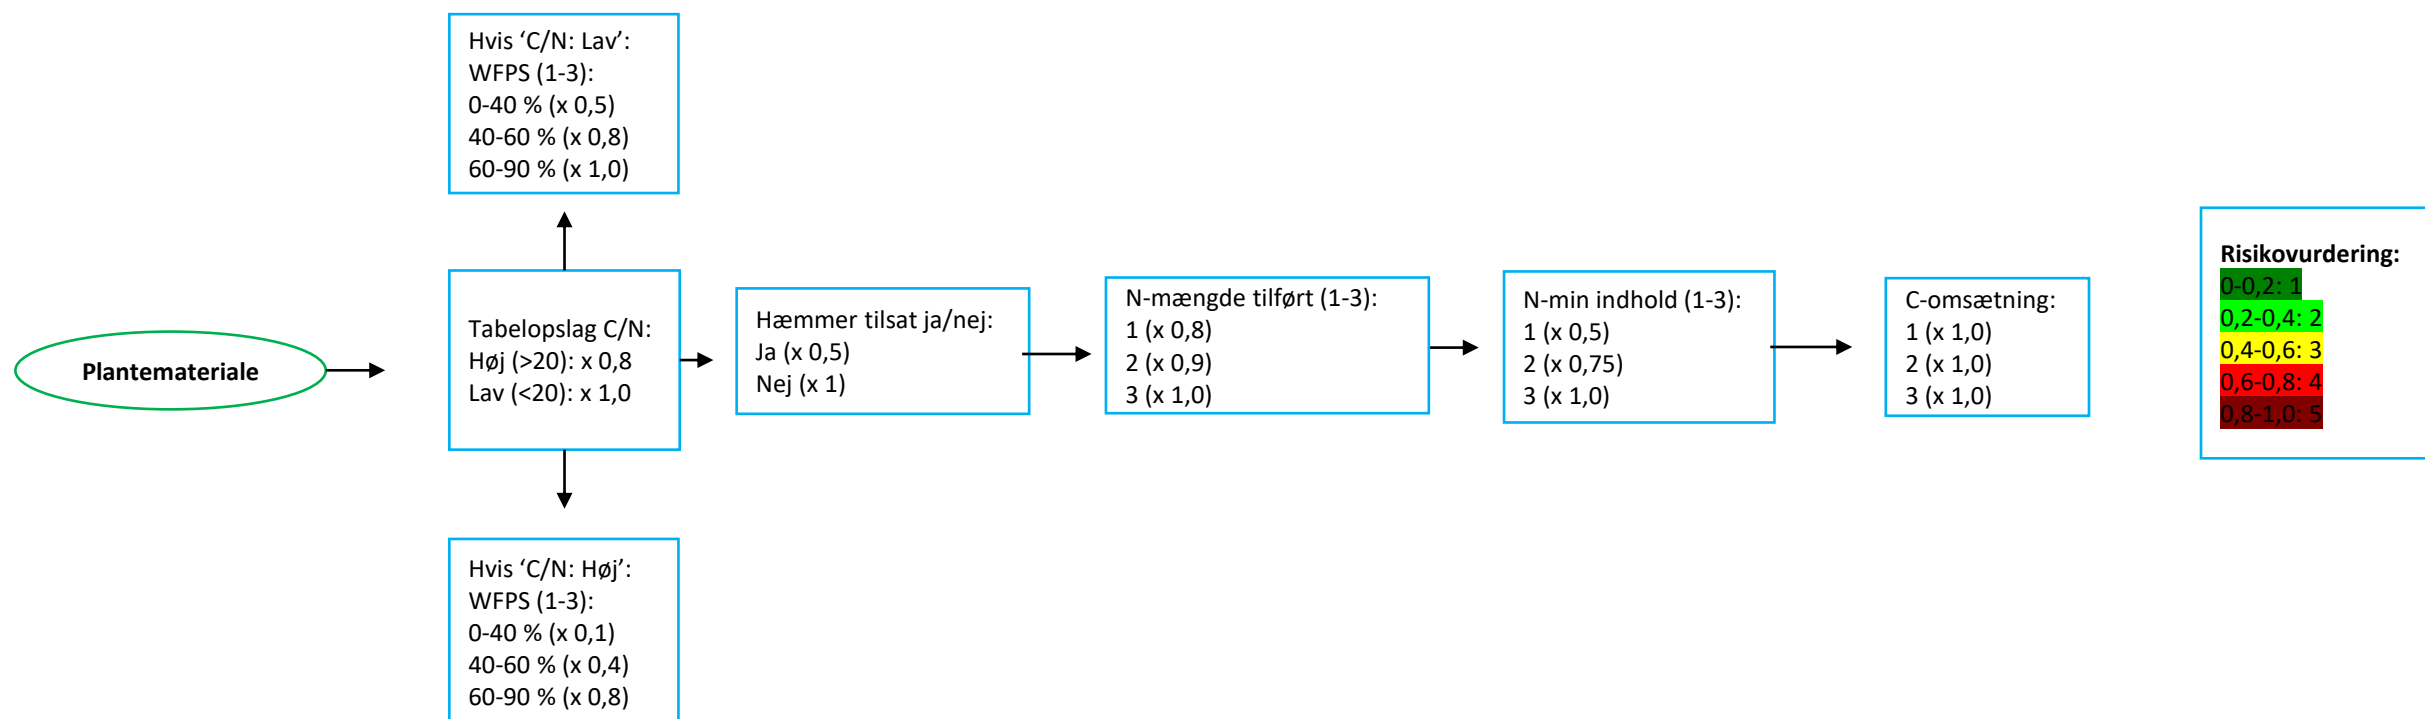 Plantemateriale
Hvis ‘C/N: Lav’:
WFPS (1-3):
0-40 % (x 0,5)
40-60 % (x 0,8)
60-90 % (x 1,0)
Tabelopslag C/N:
Høj (>20): x 0,8
Lav (<20): x 1,0
Hvis ‘C/N: Høj’:
WFPS (1-3):
0-40 % (x 0,1)
40-60 % (x 0,4)
60-90 % (x 0,8)
Hæmmer tilsat ja/nej:
Ja (x 0,5)
Nej (x 1)
N-mængde tilført (1-3):
1 (x 0,8)
2 (x 0,9)
3 (x 1,0)
N-min indhold (1-3):
1 (x 0,5)
2 (x 0,75)
3 (x 1,0)
C-omsætning:
1 (x 1,0)
2 (x 1,0)
3 (x 1,0)
Risikovurdering:
0-0,2: 1
0,2-0,4: 2
0,4-0,6: 3
0,6-0,8: 4
0,8-1,0: 5